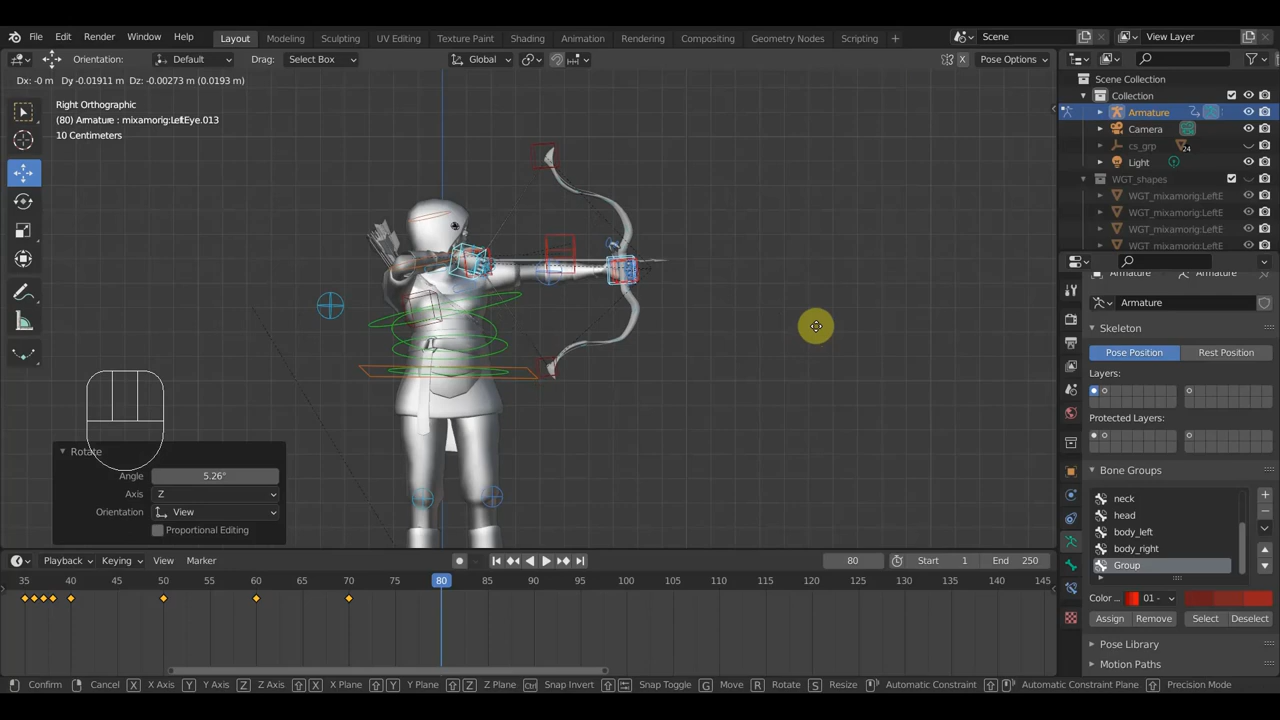 File Edit Render Window Help Layout Modeling Sculpting UV Editing Texture Paint Shading Animation Rendering Compositing Geometry Nodes Scripting + Scene View Layer
Orientation: Default Drag: Select Box Global X Pose Options
Dx: -0 m Dy -0.01911 m Dz -0.00273 m (0.0193 m)
Right Orthographic
(80) Armature : mixamorig:LeftEye.013
10 Centimeters
Scene Collection
Collection
Armature
Camera
cs_grp 24
Light
WGT_shapes
WGT_mixamorig:LeftE
WGT_mixamorig:LeftE
WGT_mixamorig:LeftE
WGT_mixamorig:LeftE
Armature Armature
Armature
Skeleton
Pose Position Rest Position
Layers:
Protected Layers:
Bone Groups
neck
head
body_left
body_right
Group
Color ... 01 -
Assign Remove Select Deselect
Pose Library
Motion Paths
Rotate
Angle 5.26°
Axis Z
Orientation View
Proportional Editing
Playback Keying View Marker 80 Start 1 End 250
35 40 45 50 55 60 65 70 75 80 85 90 95 100 105 110 115 120 125 130 135 140 145
Confirm Cancel X X Axis Y Y Axis Z Z Axis X X Plane Y Y Plane Z Z Plane Ctrl Snap Invert Snap Toggle G Move R Rotate S Resize Automatic Constraint Automatic Constraint Plane Precision Mode